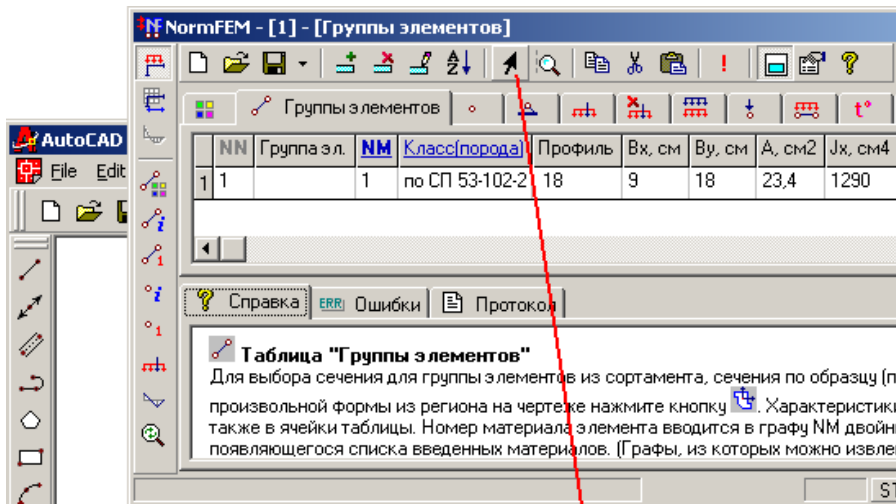 NormFEM - [1] - [Группы элементов]
Группы элементов
t°
AutoCAD
File Edit
NN Группа эл. NM Класс(порода) Профиль Bx, см By, см A, см2 Jx, см4
1 1 1 по СП 53-102-2 18 9 18 23,4 1290
Справка ERR Ошибки Протокол
Таблица "Группы элементов"
Для выбора сечения для группы элементов из сортамента, сечения по образцу (п
произвольной формы из региона на чертеже нажмите кнопку . Характеристики
также в ячейки таблицы. Номер материала элемента вводится в графу NM двойн
появляющегося списка введенных материалов. (Графы, из которых можно извле